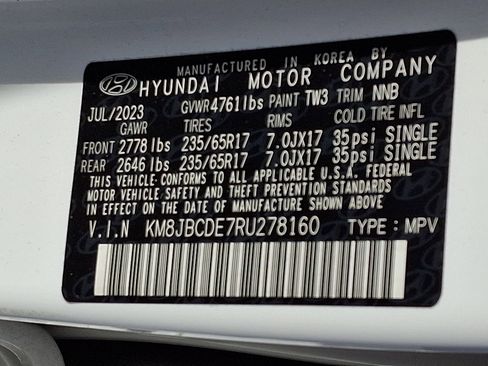 MANUFACTURED IN KOREA BY
HYUNDAI MOTOR COMPANY
JUL/2023 GVWR 4761lbs PAINT TW3 TRIM NNB
GAWR TIRES RIMS COLD TIRE INFL
FRONT 2778 lbs 235/65R17 7.0JX17 35psi SINGLE
REAR 2646 lbs 235/65R17 7.0JX17 35psi SINGLE
THIS VEHICLE CONFORMS TO ALL APPLICABLE U.S.A. FEDERAL
MOTOR VEHICLE SAFETY AND THEFT PREVENTION STANDARDS
IN EFFECT ON THE DATE OF MANUFACTURE SHOWN ABOVE
V.I.N KM8JBCDE7RU278160 TYPE : MPV